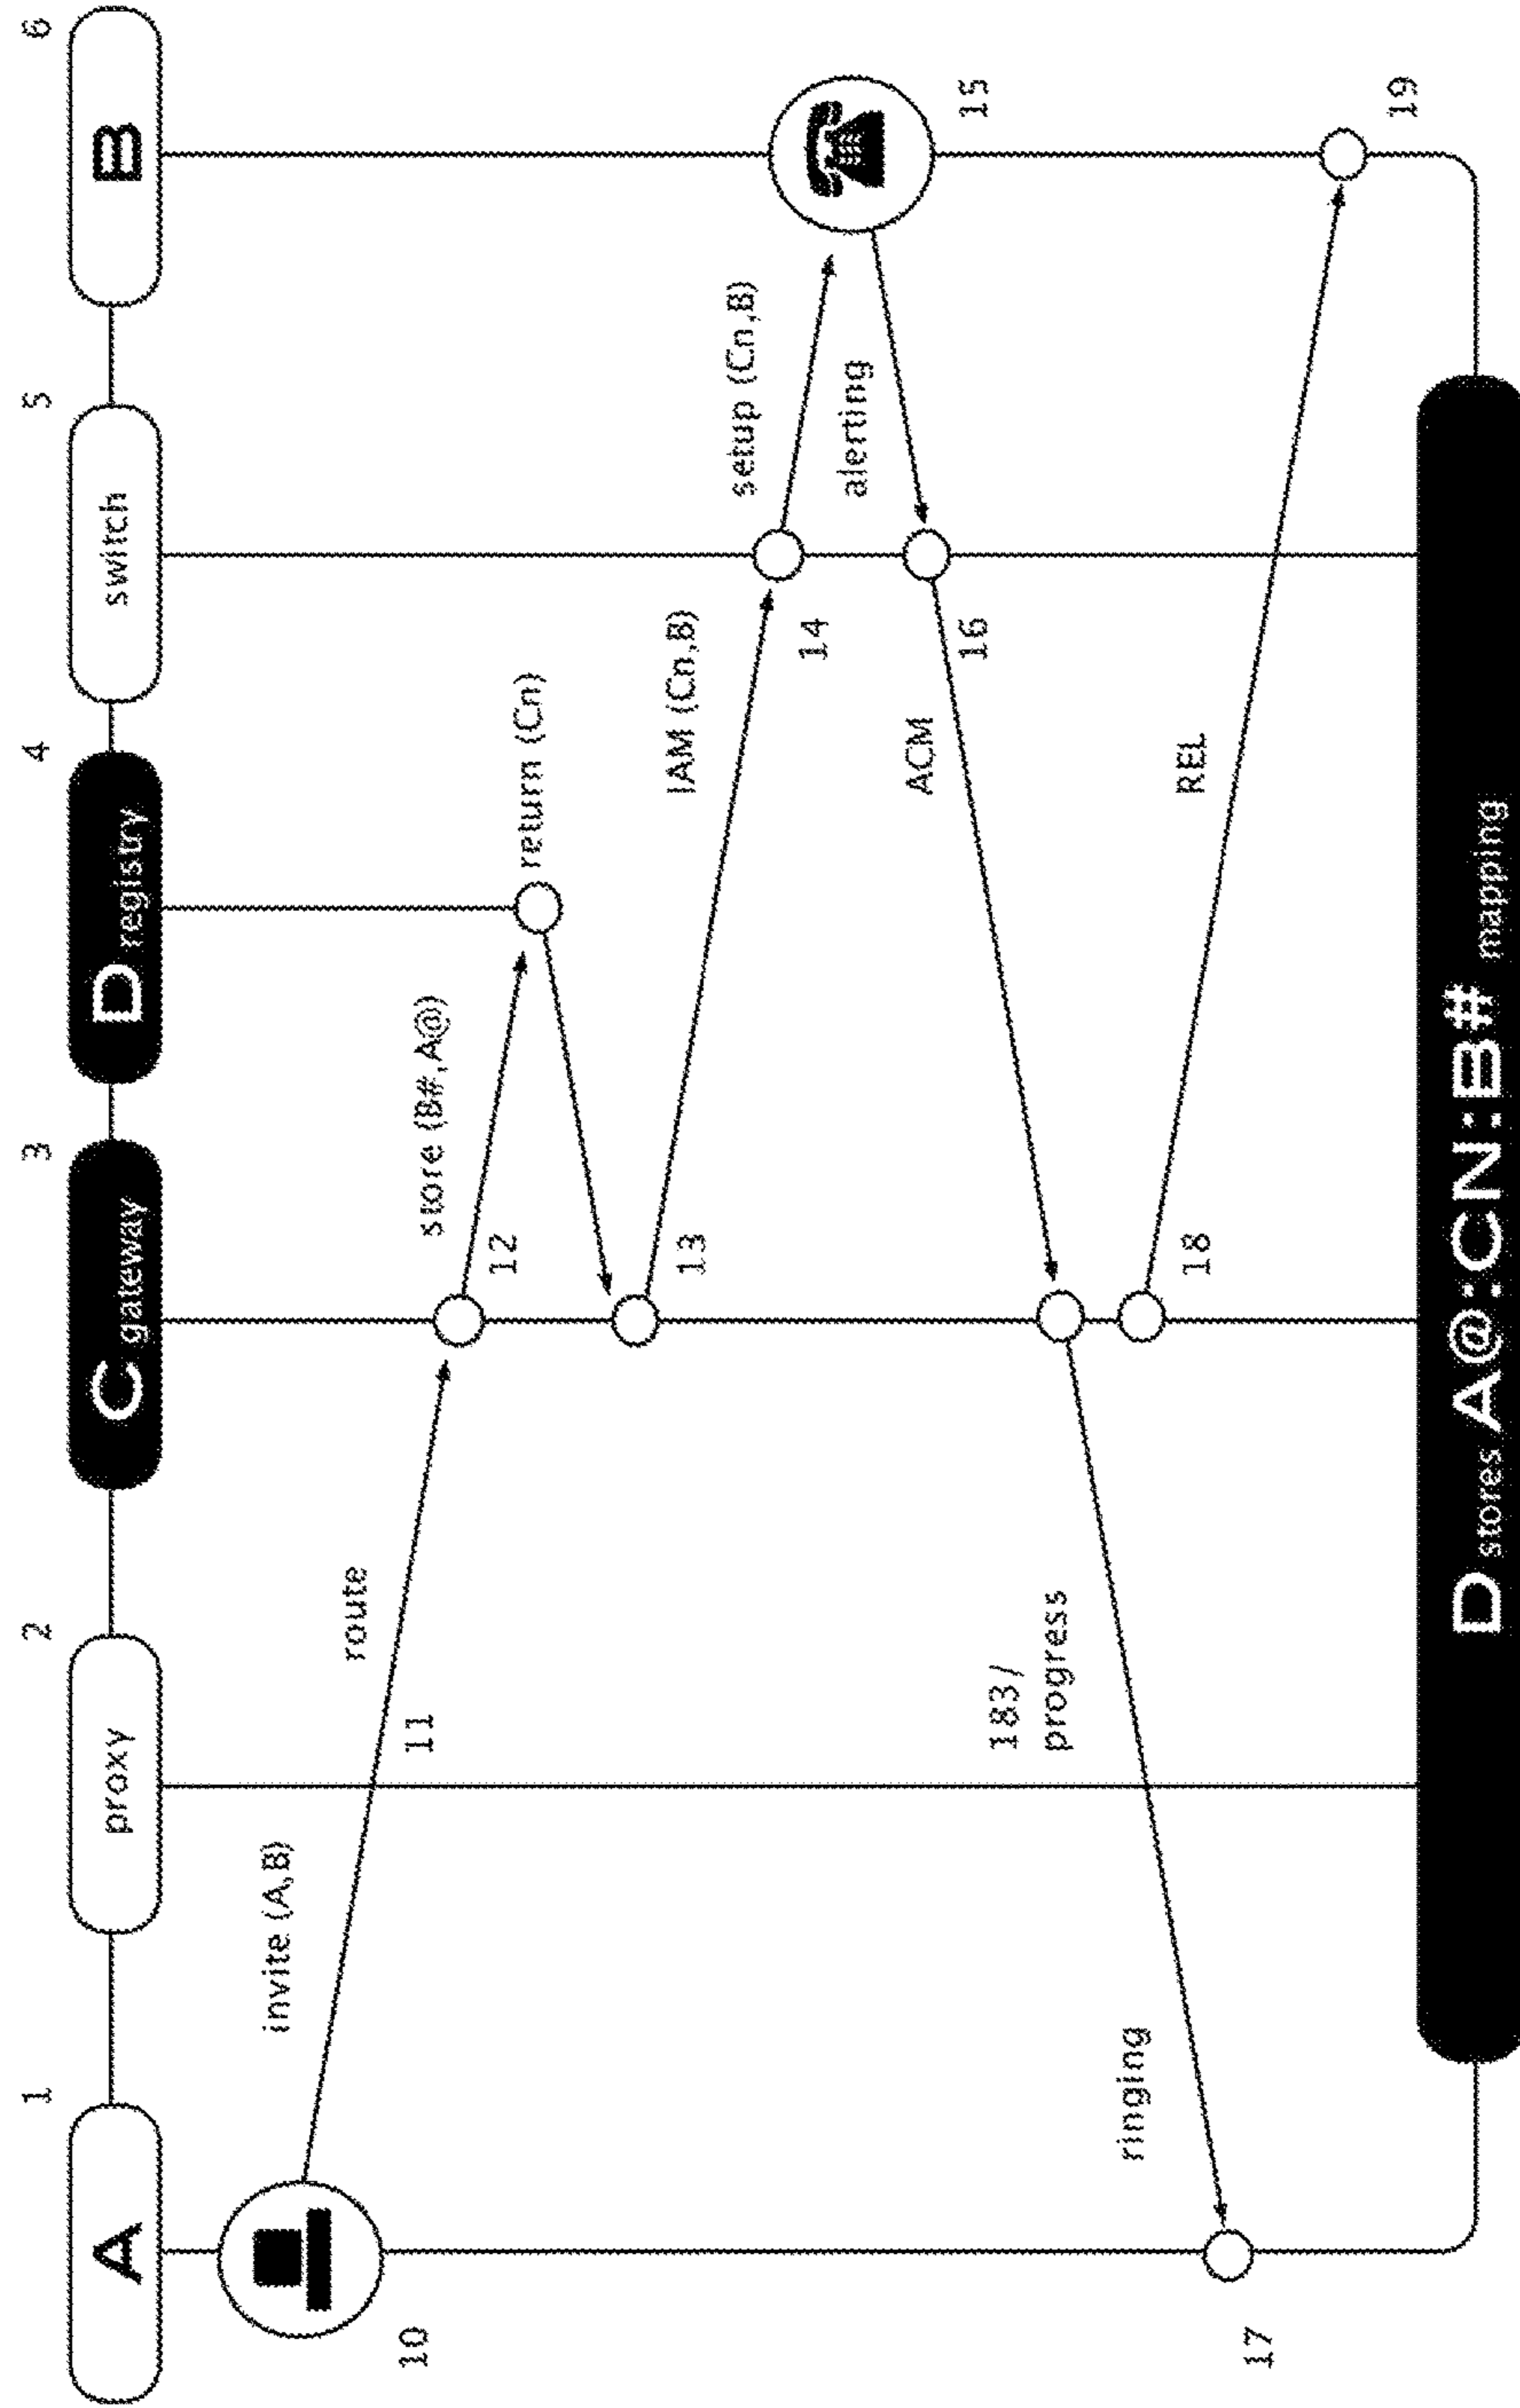 1
2
3
4
5
6
A
proxy
C gateway
D registry
switch
B
10
invite (A,B)
11
route
12
store (B#,A@)
return (Cn)
13
IAM (Cn,B)
14
setup (Cn,B)
15
alerting
16
ACM
183/
progress
ringing
17
18
REL
19
D stores A@:CN:B# mapping